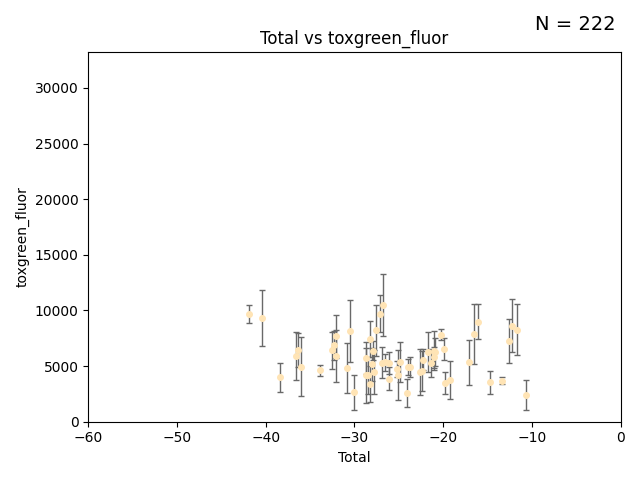 N = 222
Total vs toxgreen_fluor
30000
25000
20000
15000
10000
5000
0
toxgreen_fluor
−60 −50 −40 −30 −20 −10 0
Total